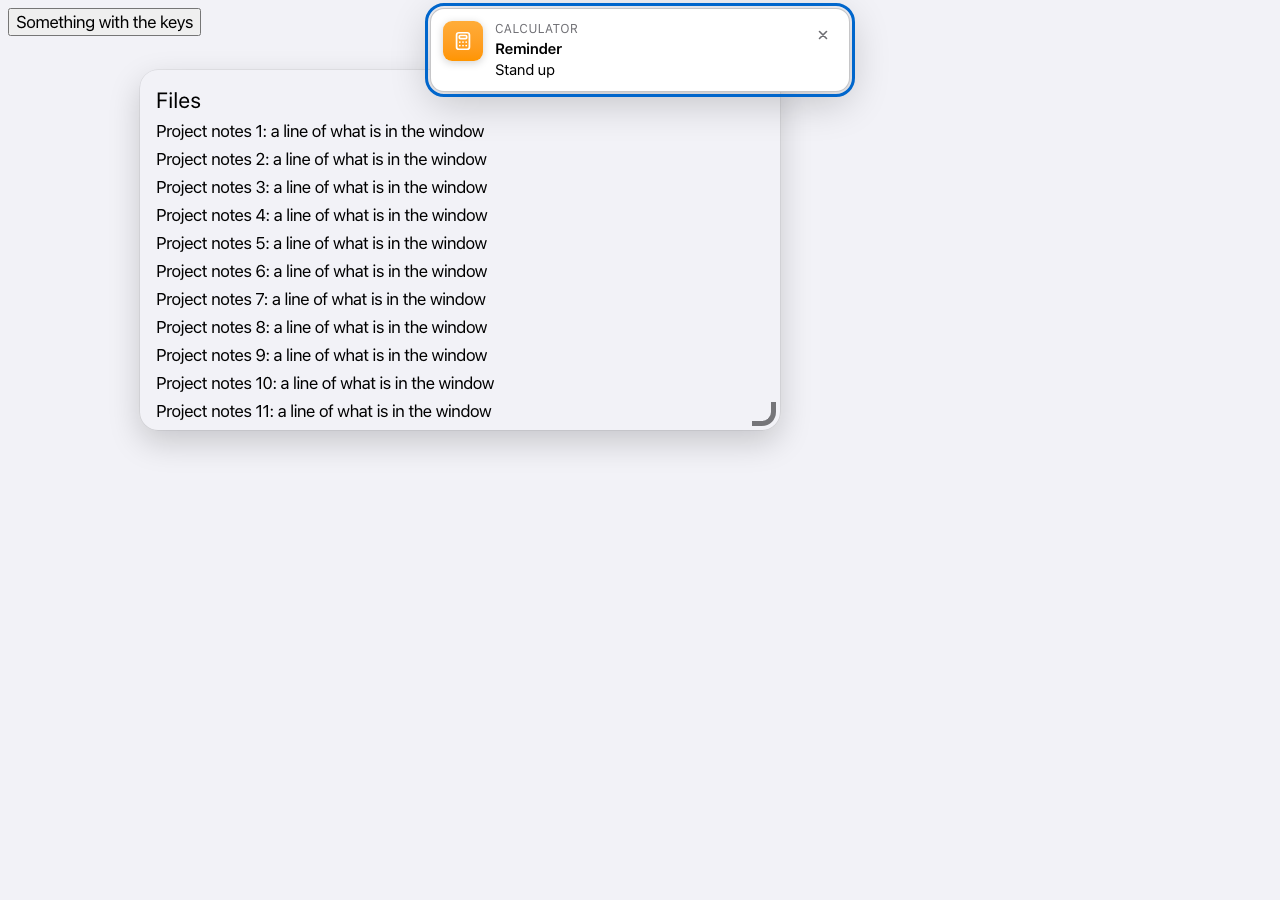 Something with the keys
CALCULATOR
Reminder
Stand up
Files
Project notes 1: a line of what is in the window
Project notes 2: a line of what is in the window
Project notes 3: a line of what is in the window
Project notes 4: a line of what is in the window
Project notes 5: a line of what is in the window
Project notes 6: a line of what is in the window
Project notes 7: a line of what is in the window
Project notes 8: a line of what is in the window
Project notes 9: a line of what is in the window
Project notes 10: a line of what is in the window
Project notes 11: a line of what is in the window